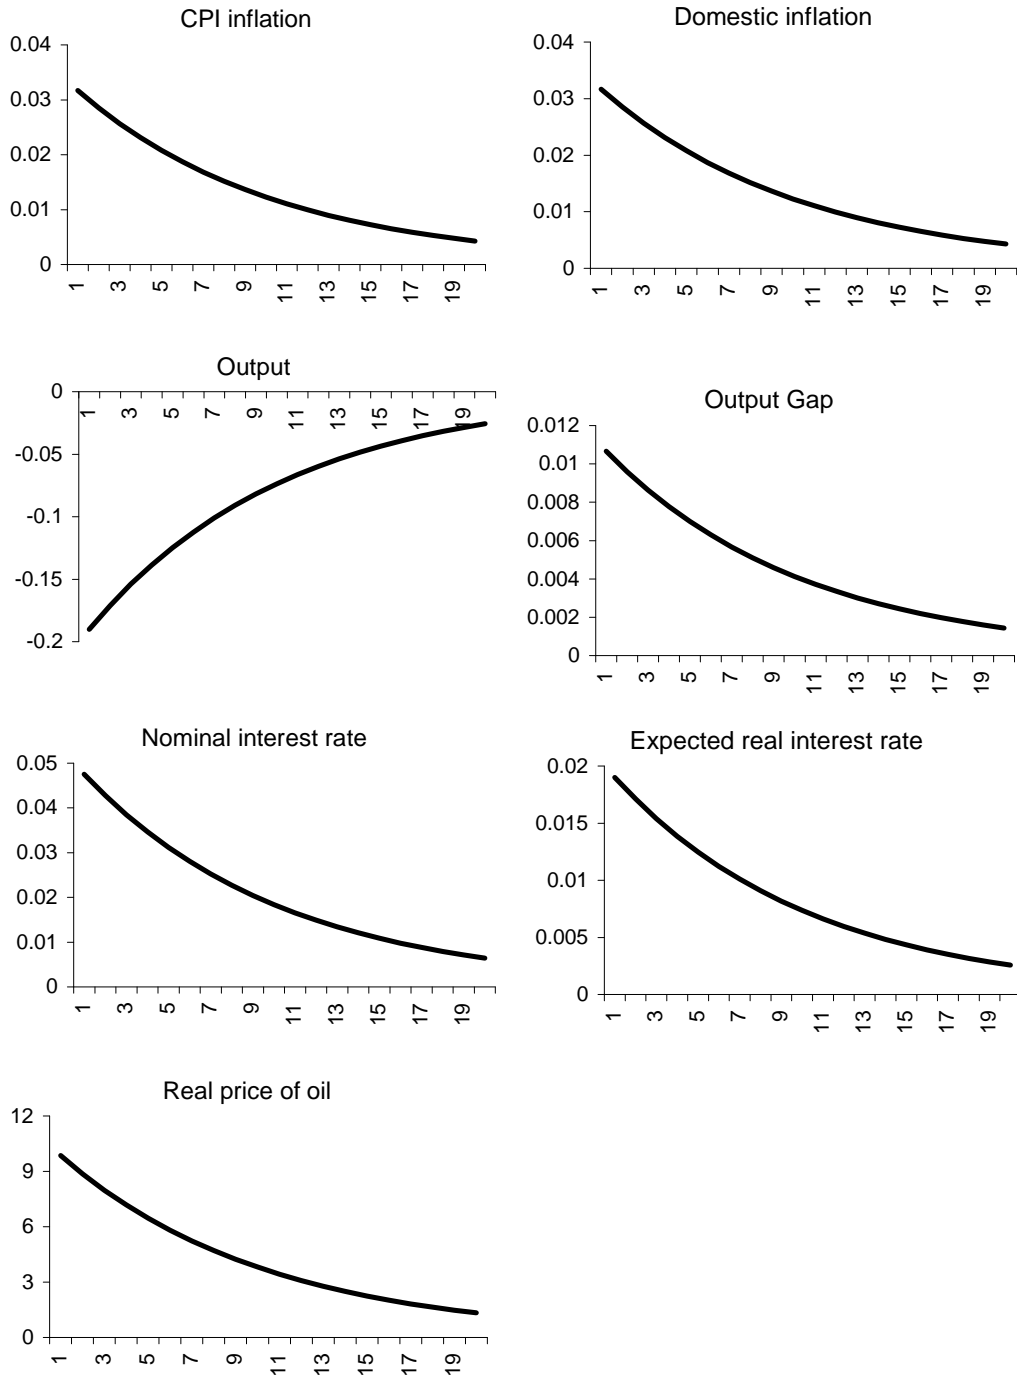 CPI inflation
0.04
0.03
0.02
0.01
0
1 3 5 7 9 11 13 15 17 19
Domestic inflation
0.04
0.03
0.02
0.01
0
1 3 5 7 9 11 13 15 17 19
Output
0
1 3 5 7 9 11 13 15 17 19
-0.05
-0.1
-0.15
-0.2
Output Gap
0.012
0.01
0.008
0.006
0.004
0.002
0
1 3 5 7 9 11 13 15 17 19
Nominal interest rate
0.05
0.04
0.03
0.02
0.01
0
1 3 5 7 9 11 13 15 17 19
Expected real interest rate
0.02
0.015
0.01
0.005
0
1 3 5 7 9 11 13 15 17 19
Real price of oil
12
9
6
3
0
1 3 5 7 9 11 13 15 17 19